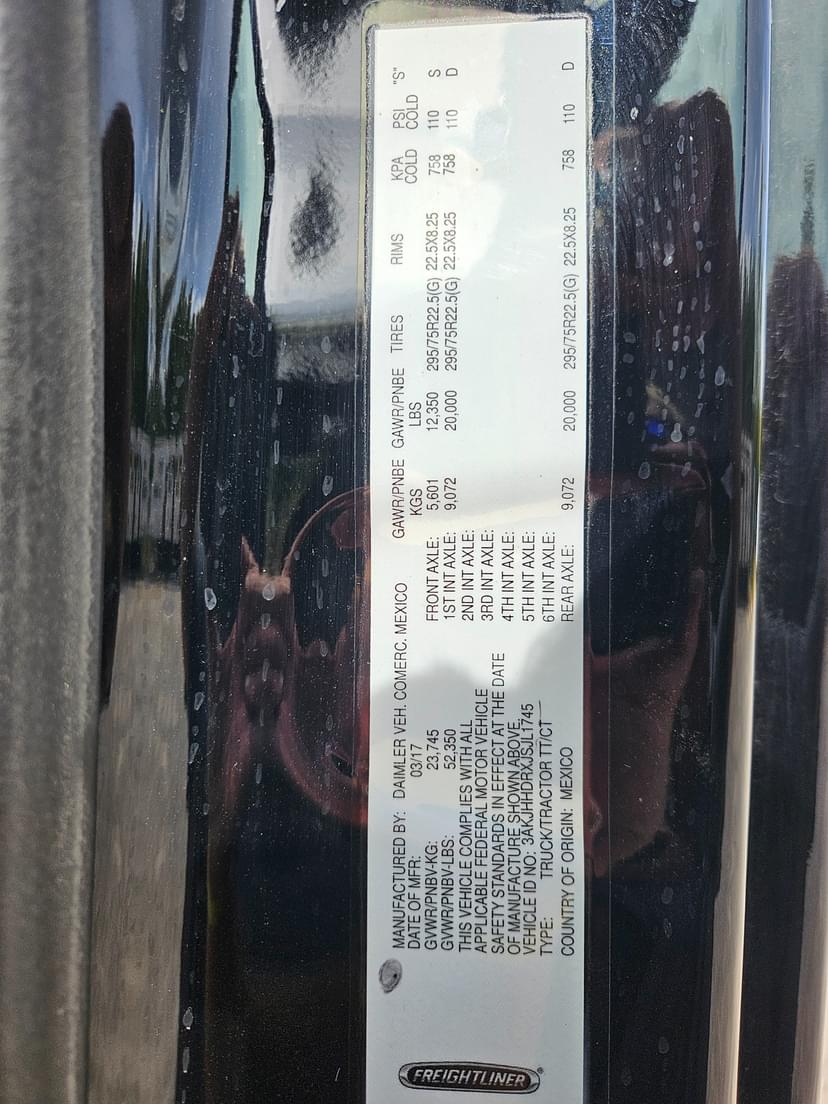 FREIGHTLINER®
MANUFACTURED BY: DAIMLER VEH. COMERC. MEXICO
DATE OF MFR: 03/17
GVWR/PNBV-KG: 23,745
GVWR/PNBV-LBS: 52,350
THIS VEHICLE COMPLIES WITH ALL
APPLICABLE FEDERAL MOTOR VEHICLE
SAFETY STANDARDS IN EFFECT AT THE DATE
OF MANUFACTURE SHOWN ABOVE.
VEHICLE ID NO: 3AKJHHDRXJSJL1745
TYPE: TRUCK/TRACTOR TT/CT
COUNTRY OF ORIGIN: MEXICO
GAWR/PNBE GAWR/PNBE TIRES RIMS KPA PSI "S"
KGS LBS COLD COLD
FRONT AXLE: 5,601 12,350 295/75R22.5(G) 22.5X8.25 758 110 S
1ST INT AXLE: 9,072 20,000 295/75R22.5(G) 22.5X8.25 758 110 D
2ND INT AXLE:
3RD INT AXLE:
4TH INT AXLE:
5TH INT AXLE:
6TH INT AXLE:
REAR AXLE: 9,072 20,000 295/75R22.5(G) 22.5X8.25 758 110 D